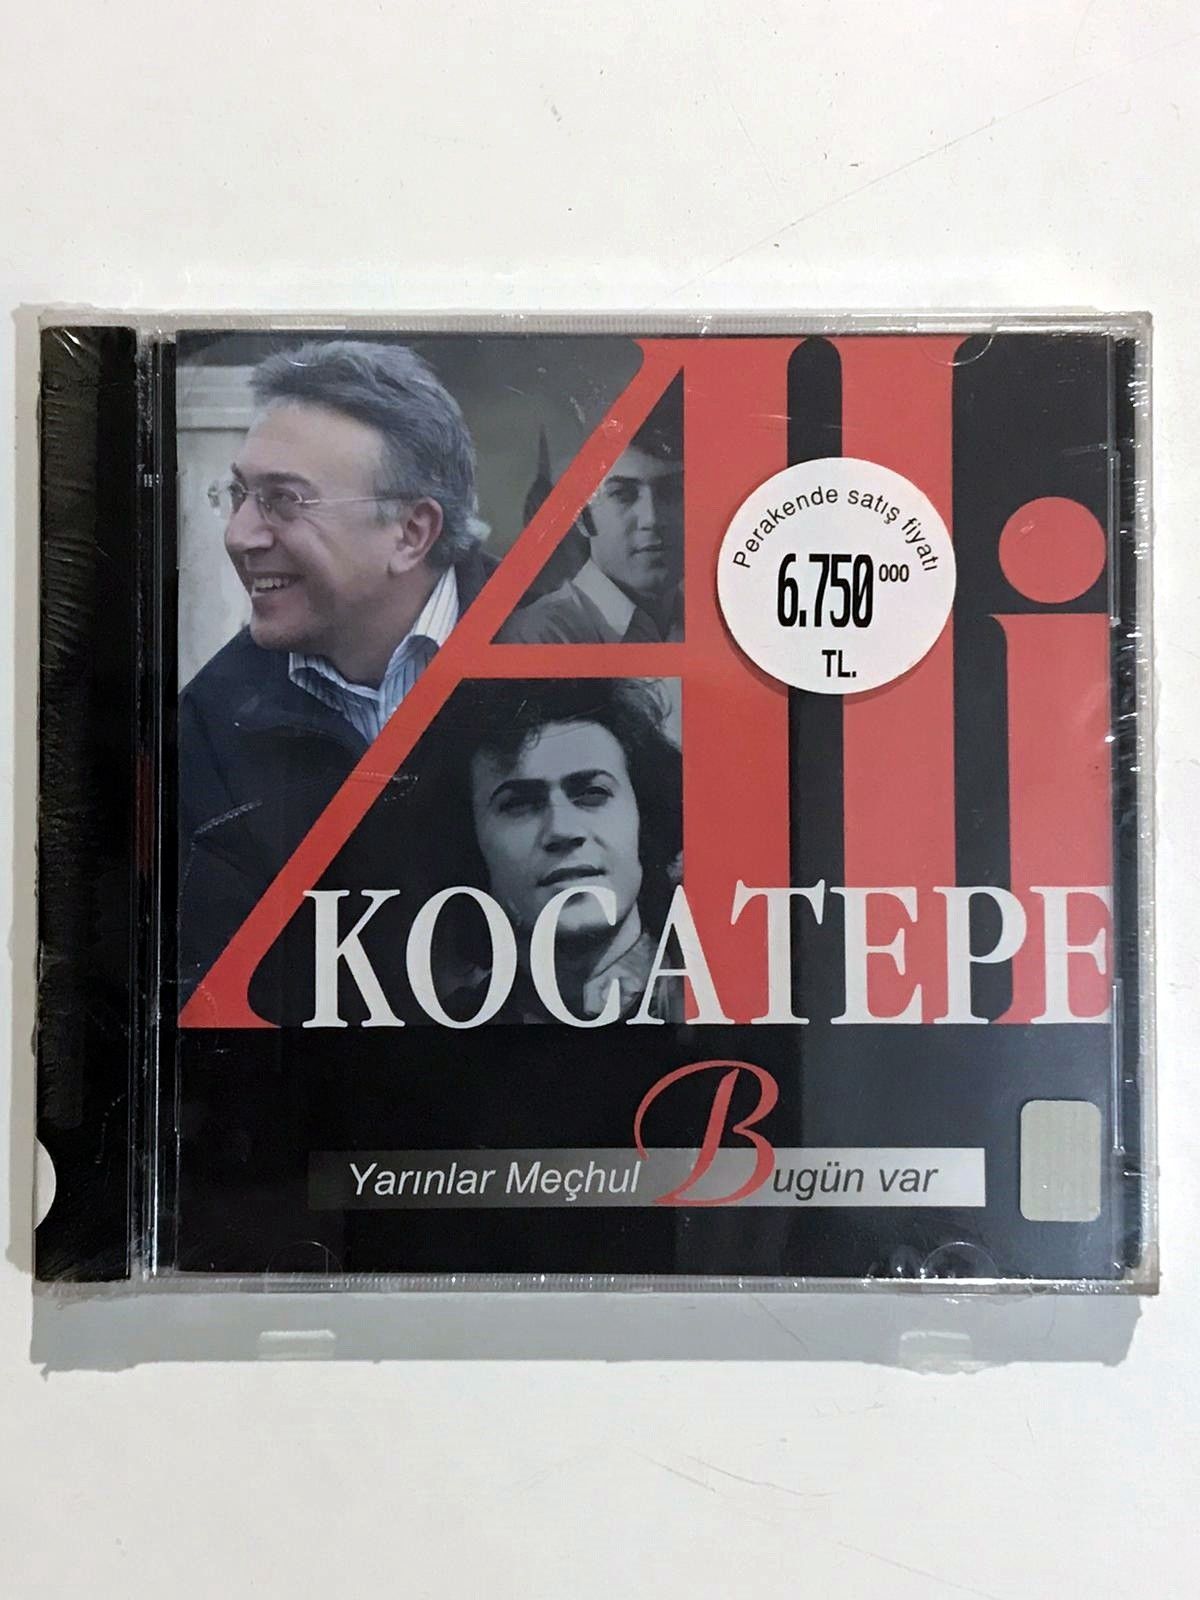 Ali
Perakende satış fiyatı
6.750 000
TL.
KOCATEPE
Yarınlar Meçhul Bugün var